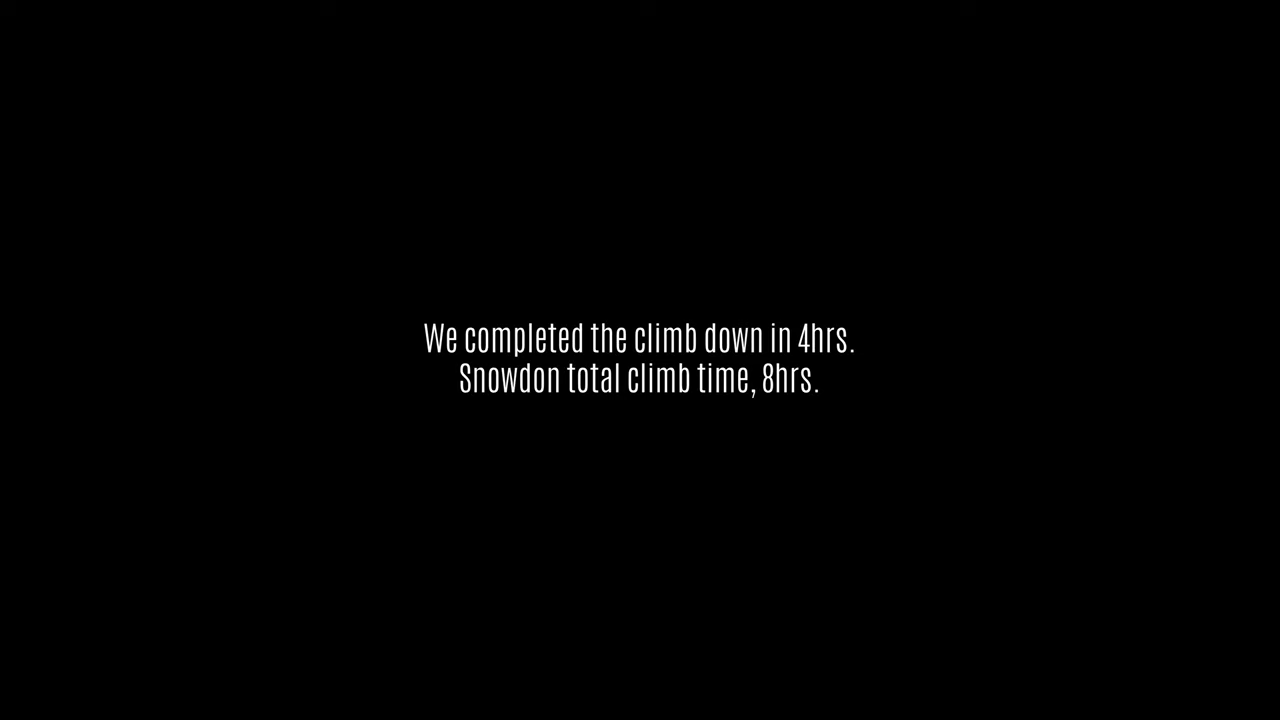 We completed the climb down in 4hrs.
Snowdon total climb time, 8hrs.